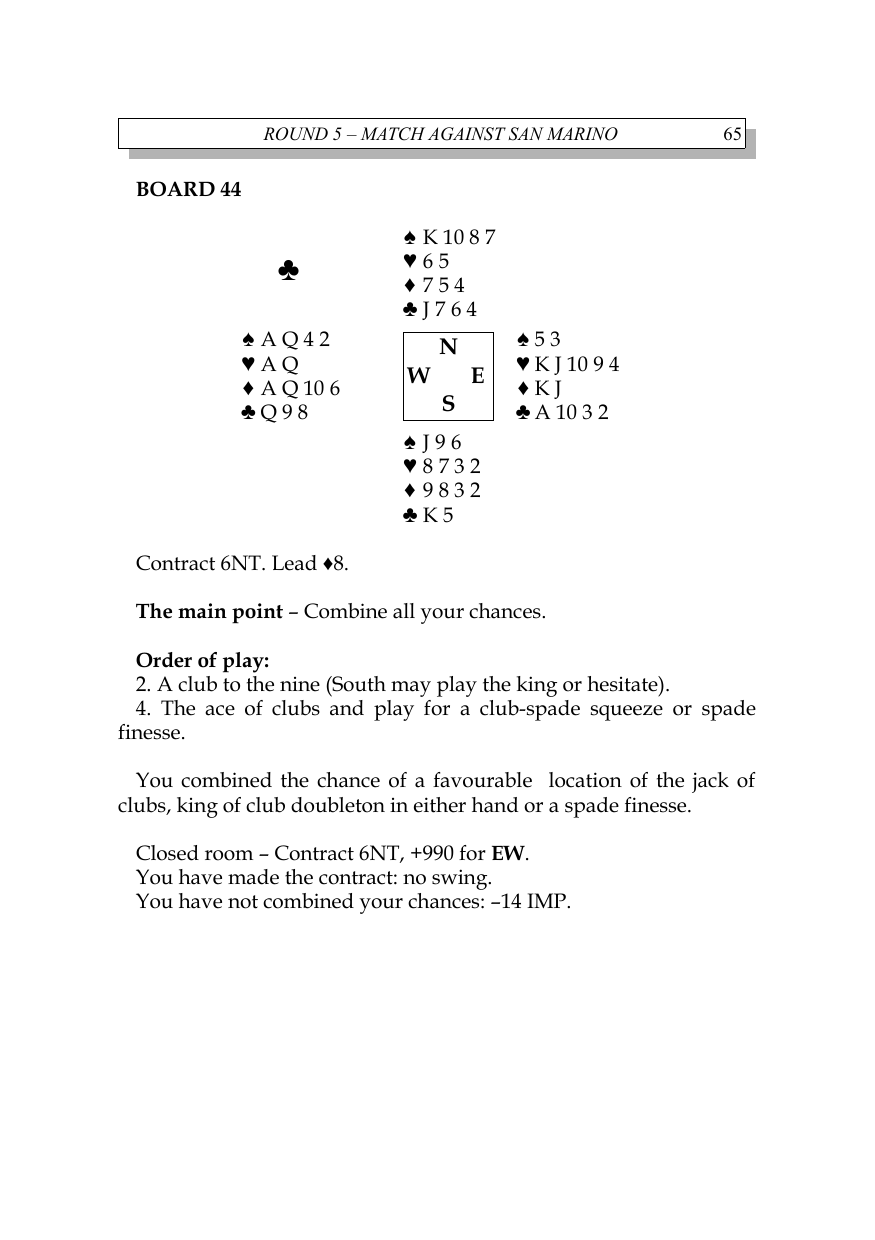 ROUND 5 – MATCH AGAINST SAN MARINO 65
BOARD 44
♣
♠ K 10 8 7
♥ 6 5
♦ 7 5 4
♣ J 7 6 4
♠ A Q 4 2
♥ A Q
♦ A Q 10 6
♣ Q 9 8
N
W E
S
♠ 5 3
♥ K J 10 9 4
♦ K J
♣ A 10 3 2
♠ J 9 6
♥ 8 7 3 2
♦ 9 8 3 2
♣ K 5
Contract 6NT. Lead ♦8.
The main point – Combine all your chances.
Order of play:
2. A club to the nine (South may play the king or hesitate).
4. The ace of clubs and play for a club-spade squeeze or spade
finesse.
You combined the chance of a favourable location of the jack of
clubs, king of club doubleton in either hand or a spade finesse.
Closed room – Contract 6NT, +990 for EW.
You have made the contract: no swing.
You have not combined your chances: –14 IMP.